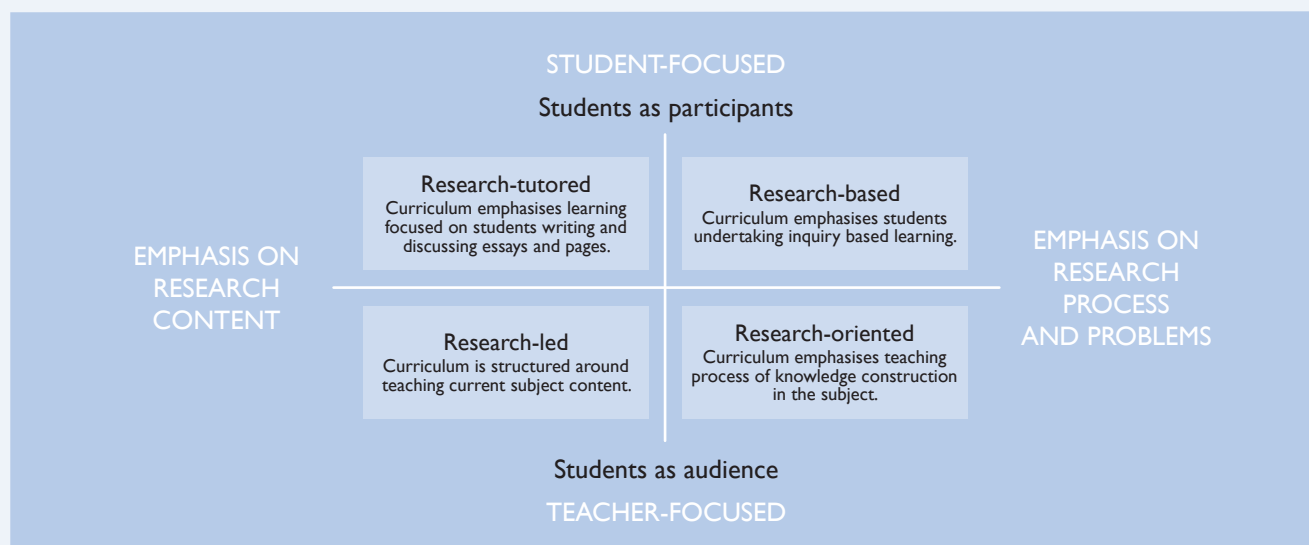 STUDENT-FOCUSED
Students as participants
Research-tutored
Curriculum emphasises learning
focused on students writing and
discussing essays and pages.
Research-based
Curriculum emphasises students
undertaking inquiry based learning.
EMPHASIS ON
RESEARCH
CONTENT
EMPHASIS ON
RESEARCH
PROCESS
AND PROBLEMS
Research-led
Curriculum is structured around
teaching current subject content.
Research-oriented
Curriculum emphasises teaching
process of knowledge construction
in the subject.
Students as audience
TEACHER-FOCUSED